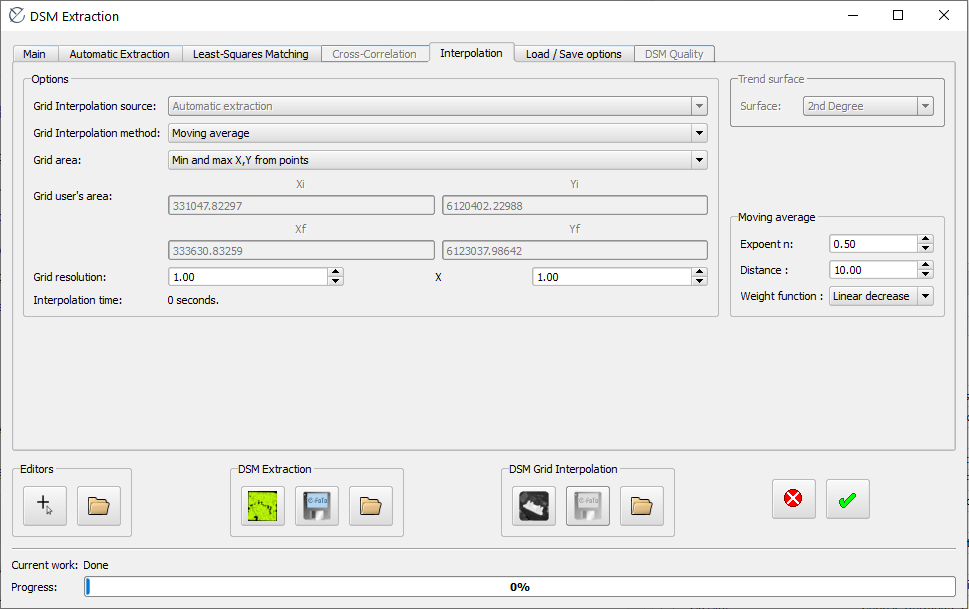 DSM Extraction
Main Automatic Extraction Least-Squares Matching Cross-Correlation Interpolation Load / Save options DSM Quality
Options
Grid Interpolation source: Automatic extraction
Grid Interpolation method: Moving average
Grid area: Min and max X,Y from points
Xi Yi
Grid user's area: 331047.82297 6120402.22988
Xf Yf
333630.83259 6123037.98642
Grid resolution: 1.00 X 1.00
Interpolation time: 0 seconds.
Trend surface
Surface: 2nd Degree
Moving average
Expoent n: 0.50
Distance : 10.00
Weight function : Linear decrease
Editors DSM Extraction DSM Grid Interpolation
Current work: Done
Progress: 0%